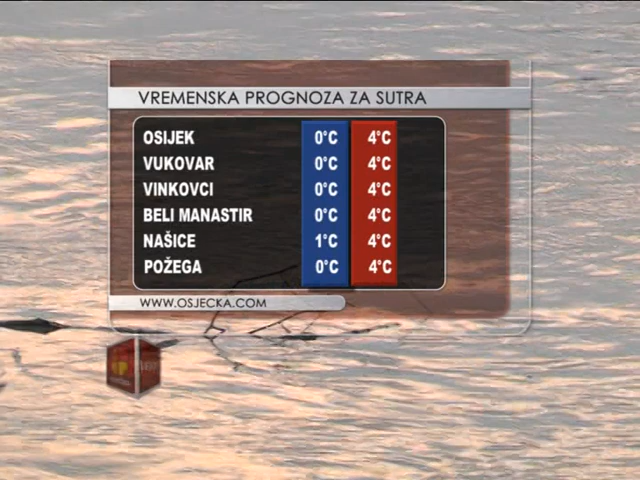 VREMENSKA PROGNOZA ZA SUTRA
OSIJEK 0°C 4°C
VUKOVAR 0°C 4°C
VINKOVCI 0°C 4°C
BELI MANASTIR 0°C 4°C
NAŠICE 1°C 4°C
POŽEGA 0°C 4°C
WWW.OSJECKA.COM